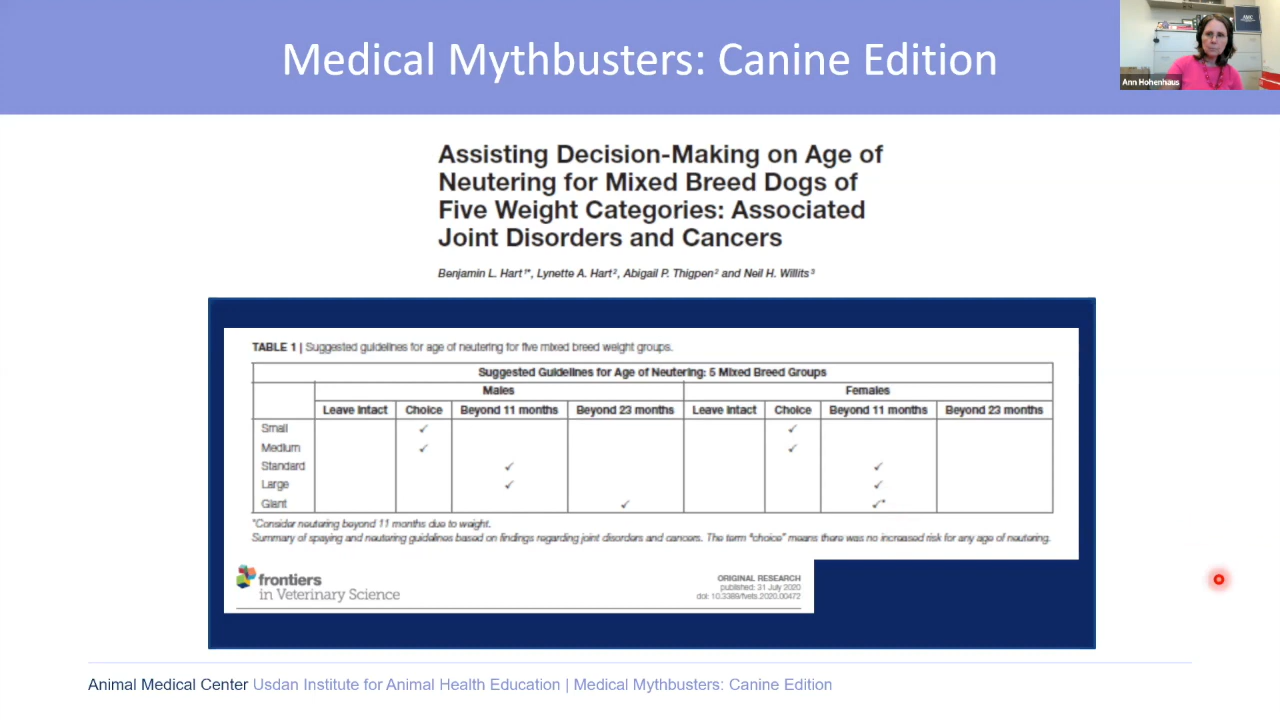 Medical Mythbusters: Canine Edition
AMC
Ann Hohenhaus
Assisting Decision-Making on Age of
Neutering for Mixed Breed Dogs of
Five Weight Categories: Associated
Joint Disorders and Cancers
Benjamin L. Hart¹*, Lynette A. Hart², Abigail P. Thigpen² and Neil H. Willits³
TABLE 1 | Suggested guidelines for age of neutering for five mixed breed weight groups.
Suggested Guidelines for Age of Neutering: 5 Mixed Breed Groups
Males Females
Leave Intact Choice Beyond 11 months Beyond 23 months Leave Intact Choice Beyond 11 months Beyond 23 months
Small ✓ ✓
Medium ✓ ✓
Standard ✓ ✓
Large ✓ ✓
Giant ✓ ✓*
*Consider neutering beyond 11 months due to weight.
Summary of spaying and neutering guidelines based on findings regarding joint disorders and cancers. The term "choice" means there was no increased risk for any age of neutering.
frontiers
in Veterinary Science
ORIGINAL RESEARCH
published: 31 July 2020
doi: 10.3389/fvets.2020.00472
Animal Medical Center Usdan Institute for Animal Health Education | Medical Mythbusters: Canine Edition